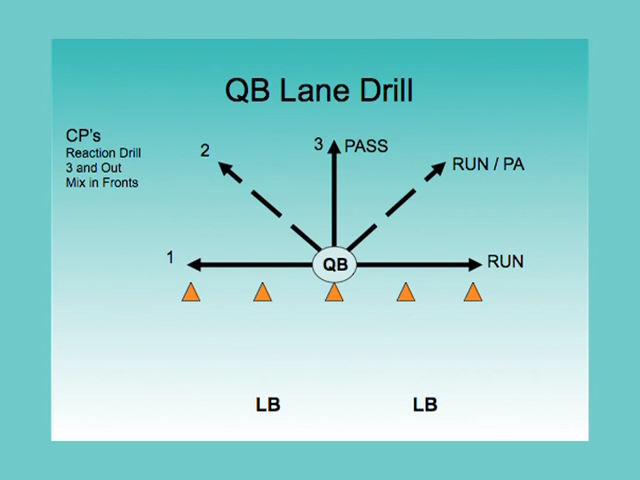 QB Lane Drill
CP's
Reaction Drill
3 and Out
Mix in Fronts
2
3 PASS
RUN / PA
1
QB
RUN
LB
LB